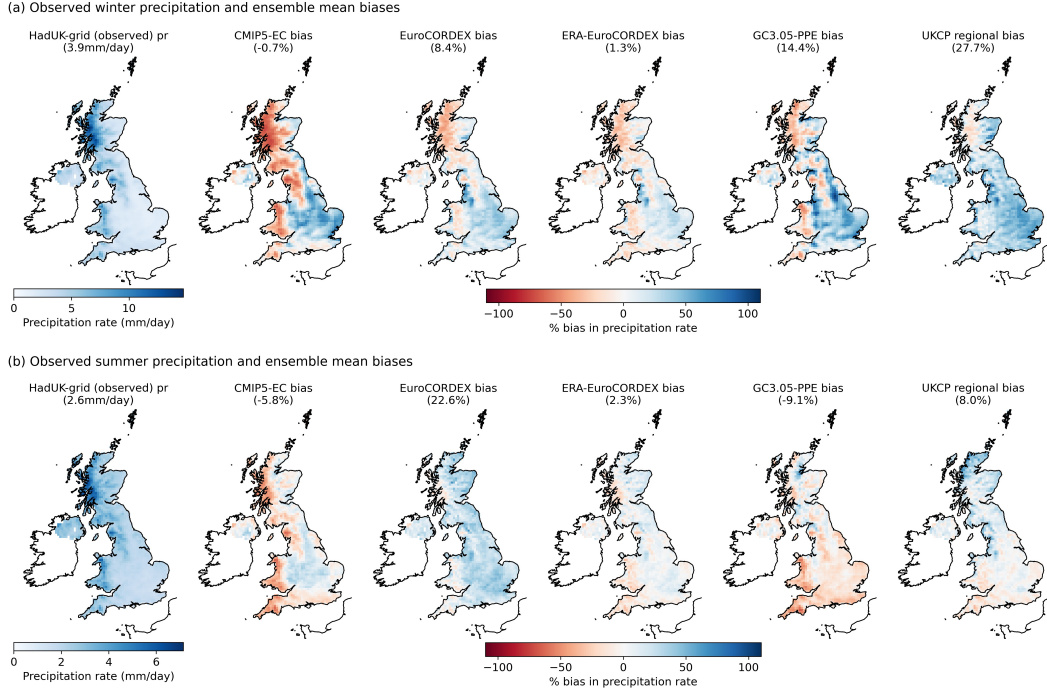 (a) Observed winter precipitation and ensemble mean biases
HadUK-grid (observed) pr
(3.9mm/day)
CMIP5-EC bias
(-0.7%)
EuroCORDEX bias
(8.4%)
ERA-EuroCORDEX bias
(1.3%)
GC3.05-PPE bias
(14.4%)
UKCP regional bias
(27.7%)
0 5 10
Precipitation rate (mm/day)
−100 −50 0 50 100
% bias in precipitation rate
(b) Observed summer precipitation and ensemble mean biases
HadUK-grid (observed) pr
(2.6mm/day)
CMIP5-EC bias
(-5.8%)
EuroCORDEX bias
(22.6%)
ERA-EuroCORDEX bias
(2.3%)
GC3.05-PPE bias
(-9.1%)
UKCP regional bias
(8.0%)
0 2 4 6
Precipitation rate (mm/day)
−100 −50 0 50 100
% bias in precipitation rate